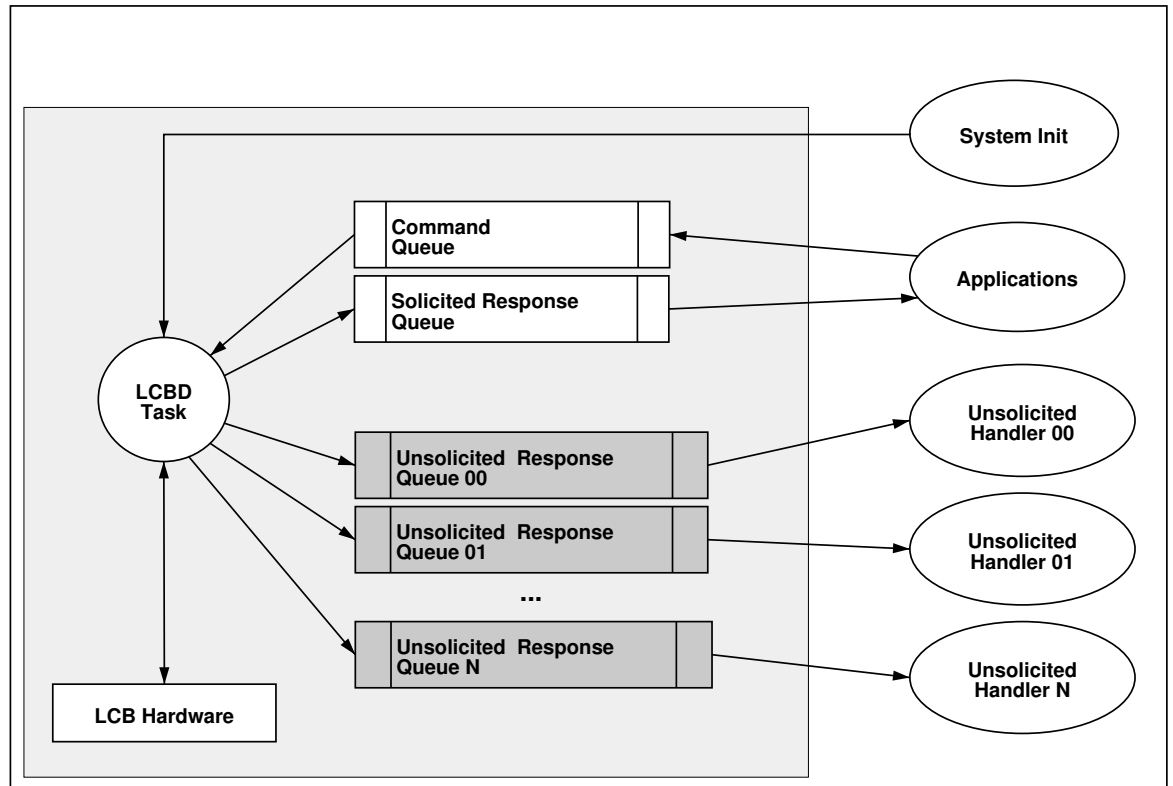 System Init
Command
Queue
Solicited Response
Queue
Applications
LCBD
Task
Unsolicited Response
Queue 00
Unsolicited
Handler 00
Unsolicited Response
Queue 01
Unsolicited
Handler 01
...
Unsolicited Response
Queue N
Unsolicited
Handler N
LCB Hardware